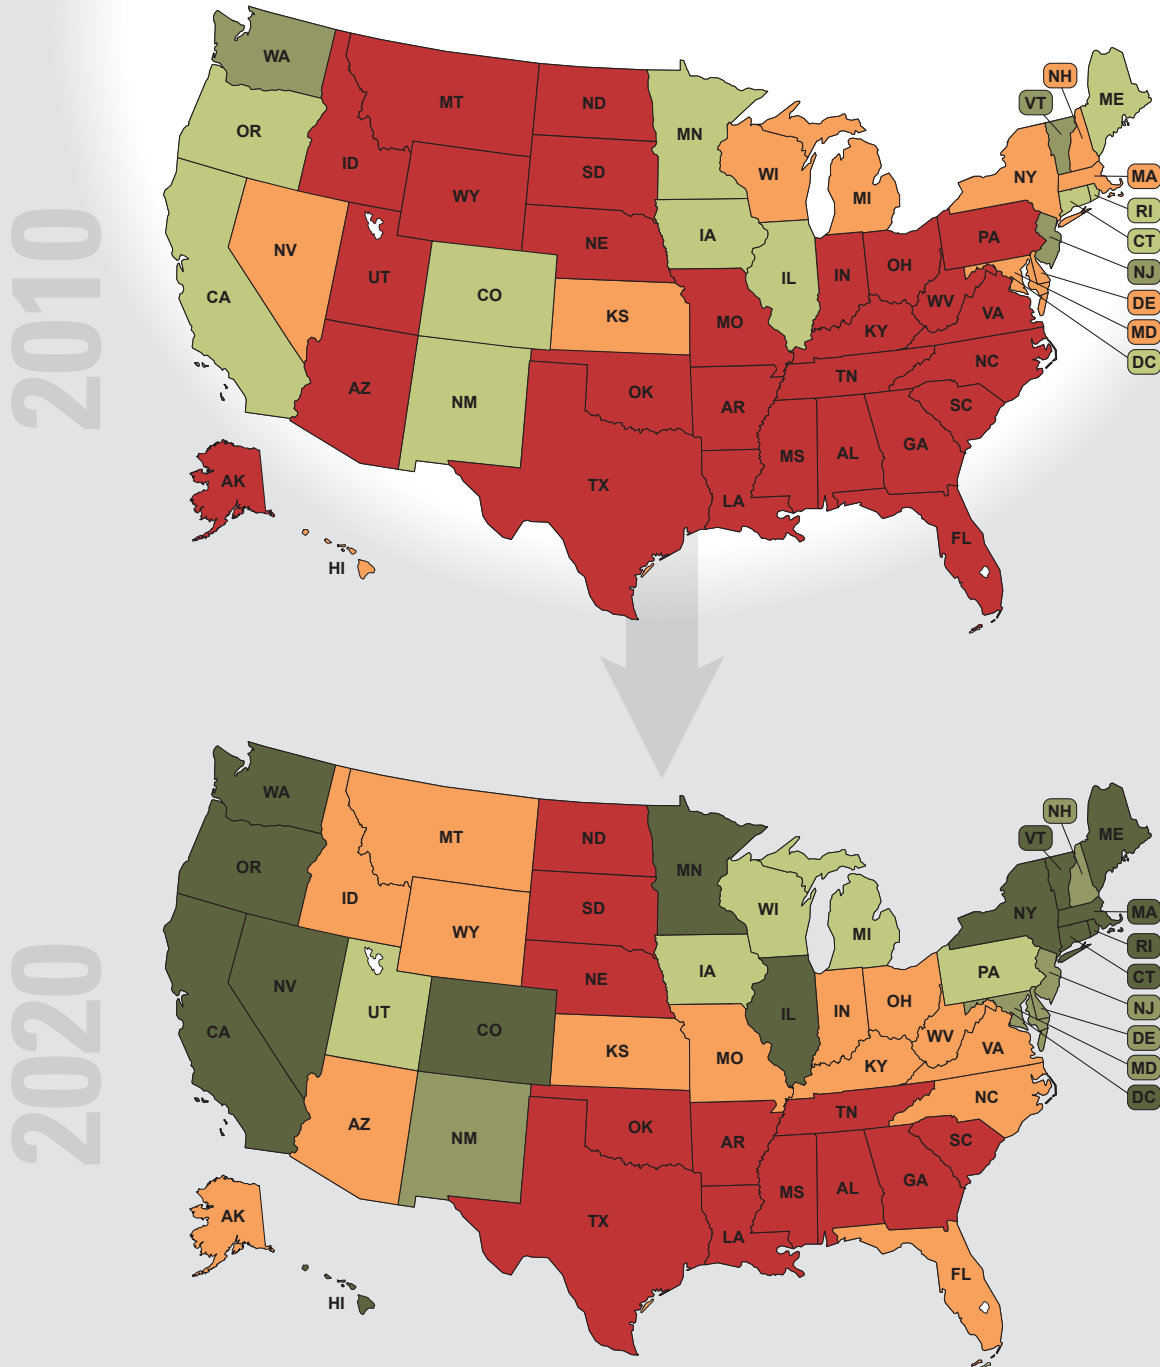 2010
WA
OR
CA
NV
ID
MT
WY
UT
AZ
CO
NM
ND
SD
NE
KS
OK
TX
MN
IA
MO
AR
LA
WI
IL
MI
IN
OH
KY
TN
MS
AL
GA
FL
SC
NC
VA
WV
PA
NY
VT
NH
ME
MA
RI
CT
NJ
DE
MD
DC
AK
HI
2020
WA
OR
CA
NV
ID
MT
WY
UT
AZ
CO
NM
ND
SD
NE
KS
OK
TX
MN
IA
MO
AR
LA
WI
IL
MI
IN
OH
KY
TN
MS
AL
GA
FL
SC
NC
VA
WV
PA
NY
VT
NH
ME
MA
RI
CT
NJ
DE
MD
DC
AK
HI